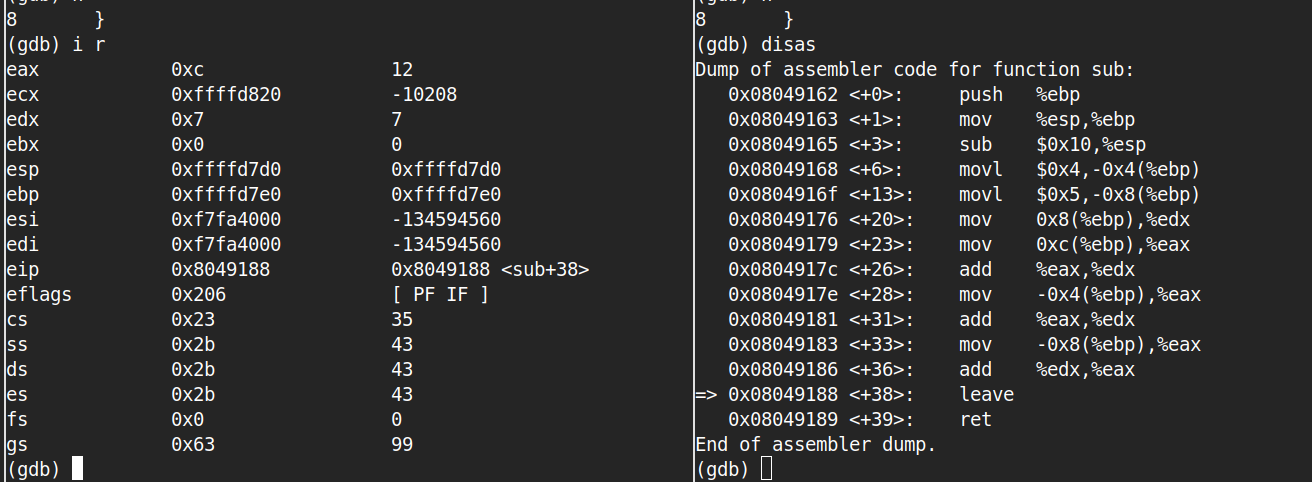 8       }
(gdb) i r
eax            0xc                 12
ecx            0xffffd820          -10208
edx            0x7                 7
ebx            0x0                 0
esp            0xffffd7d0          0xffffd7d0
ebp            0xffffd7e0          0xffffd7e0
esi            0xf7fa4000          -134594560
edi            0xf7fa4000          -134594560
eip            0x8049188           0x8049188 <sub+38>
eflags         0x206               [ PF IF ]
cs             0x23                35
ss             0x2b                43
ds             0x2b                43
es             0x2b                43
fs             0x0                 0
gs             0x63                99
(gdb)
8       }
(gdb) disas
Dump of assembler code for function sub:
   0x08049162 <+0>:     push   %ebp
   0x08049163 <+1>:     mov    %esp,%ebp
   0x08049165 <+3>:     sub    $0x10,%esp
   0x08049168 <+6>:     movl   $0x4,-0x4(%ebp)
   0x0804916f <+13>:    movl   $0x5,-0x8(%ebp)
   0x08049176 <+20>:    mov    0x8(%ebp),%edx
   0x08049179 <+23>:    mov    0xc(%ebp),%eax
   0x0804917c <+26>:    add    %eax,%edx
   0x0804917e <+28>:    mov    -0x4(%ebp),%eax
   0x08049181 <+31>:    add    %eax,%edx
   0x08049183 <+33>:    mov    -0x8(%ebp),%eax
   0x08049186 <+36>:    add    %edx,%eax
=> 0x08049188 <+38>:    leave
   0x08049189 <+39>:    ret
End of assembler dump.
(gdb)